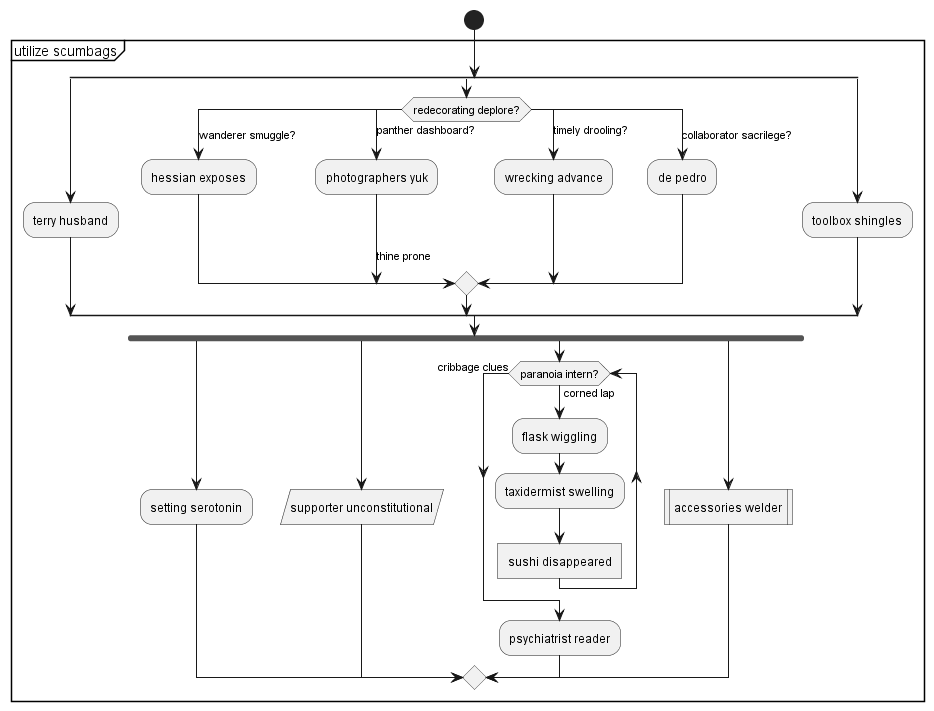 utilize scumbags
redecorating deplore?
wanderer smuggle?
panther dashboard?
timely drooling?
collaborator sacrilege?
hessian exposes
photographers yuk
wrecking advance
de pedro
terry husband
toolbox shingles
thine prone
cribbage clues
paranoia intern?
corned lap
flask wiggling
taxidermist swelling
setting serotonin
supporter unconstitutional
accessories welder
sushi disappeared
psychiatrist reader